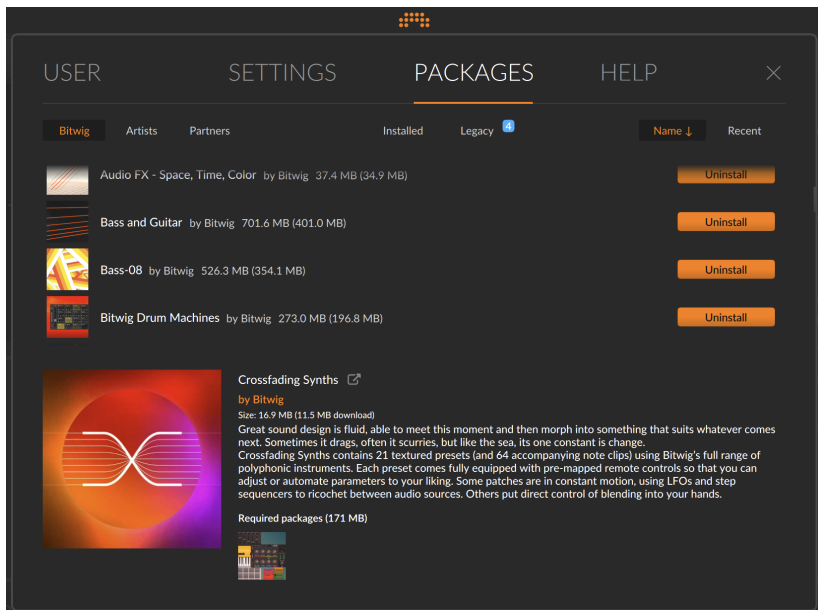 USER SETTINGS PACKAGES HELP
Bitwig Artists Partners Installed Legacy 4 Name ↓ Recent
Audio FX - Space, Time, Color by Bitwig 37.4 MB (34.9 MB) Uninstall
Bass and Guitar by Bitwig 701.6 MB (401.0 MB) Uninstall
Bass-08 by Bitwig 526.3 MB (354.1 MB) Uninstall
Bitwig Drum Machines by Bitwig 273.0 MB (196.8 MB) Uninstall
Crossfading Synths
by Bitwig
Size: 16.9 MB (11.5 MB download)
Great sound design is fluid, able to meet this moment and then morph into something that suits whatever comes
next. Sometimes it drags, often it scurries, but like the sea, its one constant is change.
Crossfading Synths contains 21 textured presets (and 64 accompanying note clips) using Bitwig's full range of
polyphonic instruments. Each preset comes fully equipped with pre-mapped remote controls so that you can
adjust or automate parameters to your liking. Some patches are in constant motion, using LFOs and step
sequencers to ricochet between audio sources. Others put direct control of blending into your hands.
Required packages (171 MB)